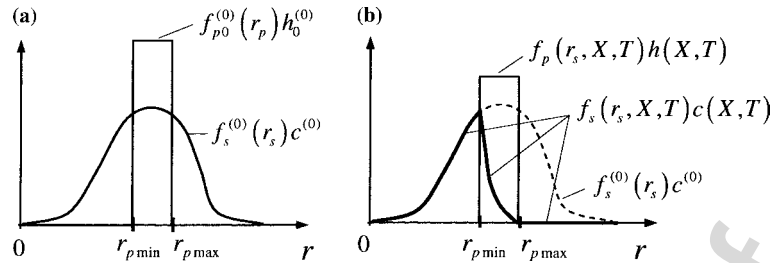 (a)
f_{p0}^{(0)}(r_p)h_0^{(0)}
f_s^{(0)}(r_s)c^{(0)}
0
r_{p min}
r_{p max}
r
(b)
f_p(r_s,X,T)h(X,T)
f_s(r_s,X,T)c(X,T)
f_s^{(0)}(r_s)c^{(0)}
0
r_{p min}
r_{p max}
r